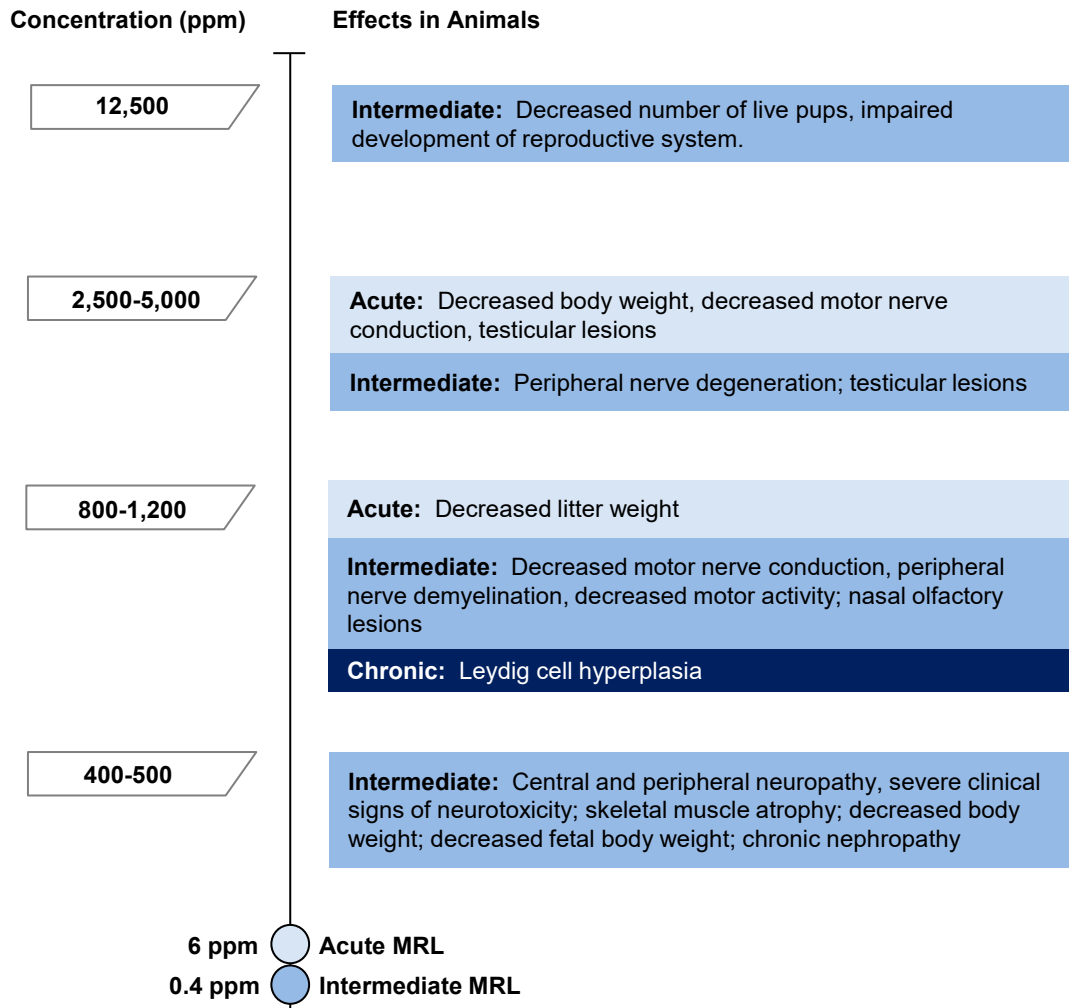 Concentration (ppm) Effects in Animals
12,500
Intermediate: Decreased number of live pups, impaired
development of reproductive system.
2,500-5,000
Acute: Decreased body weight, decreased motor nerve
conduction, testicular lesions
Intermediate: Peripheral nerve degeneration; testicular lesions
800-1,200
Acute: Decreased litter weight
Intermediate: Decreased motor nerve conduction, peripheral
nerve demyelination, decreased motor activity; nasal olfactory
lesions
Chronic: Leydig cell hyperplasia
400-500
Intermediate: Central and peripheral neuropathy, severe clinical
signs of neurotoxicity; skeletal muscle atrophy; decreased body
weight; decreased fetal body weight; chronic nephropathy
6 ppm Acute MRL
0.4 ppm Intermediate MRL